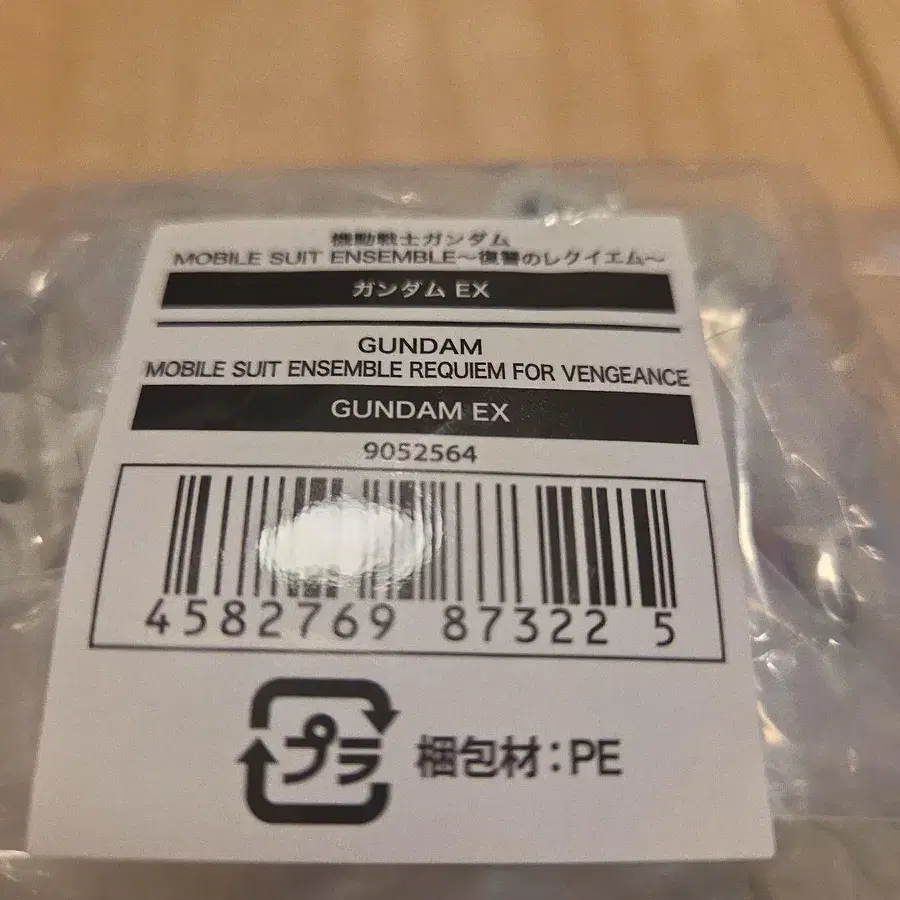 機動戦士ガンダム
MOBILE SUIT ENSEMBLE～復讐のレクイエム～
ガンダム EX
GUNDAM
MOBILE SUIT ENSEMBLE REQUIEM FOR VENGEANCE
GUNDAM EX
9052564
4582769 87322 5
プラ 梱包材：PE